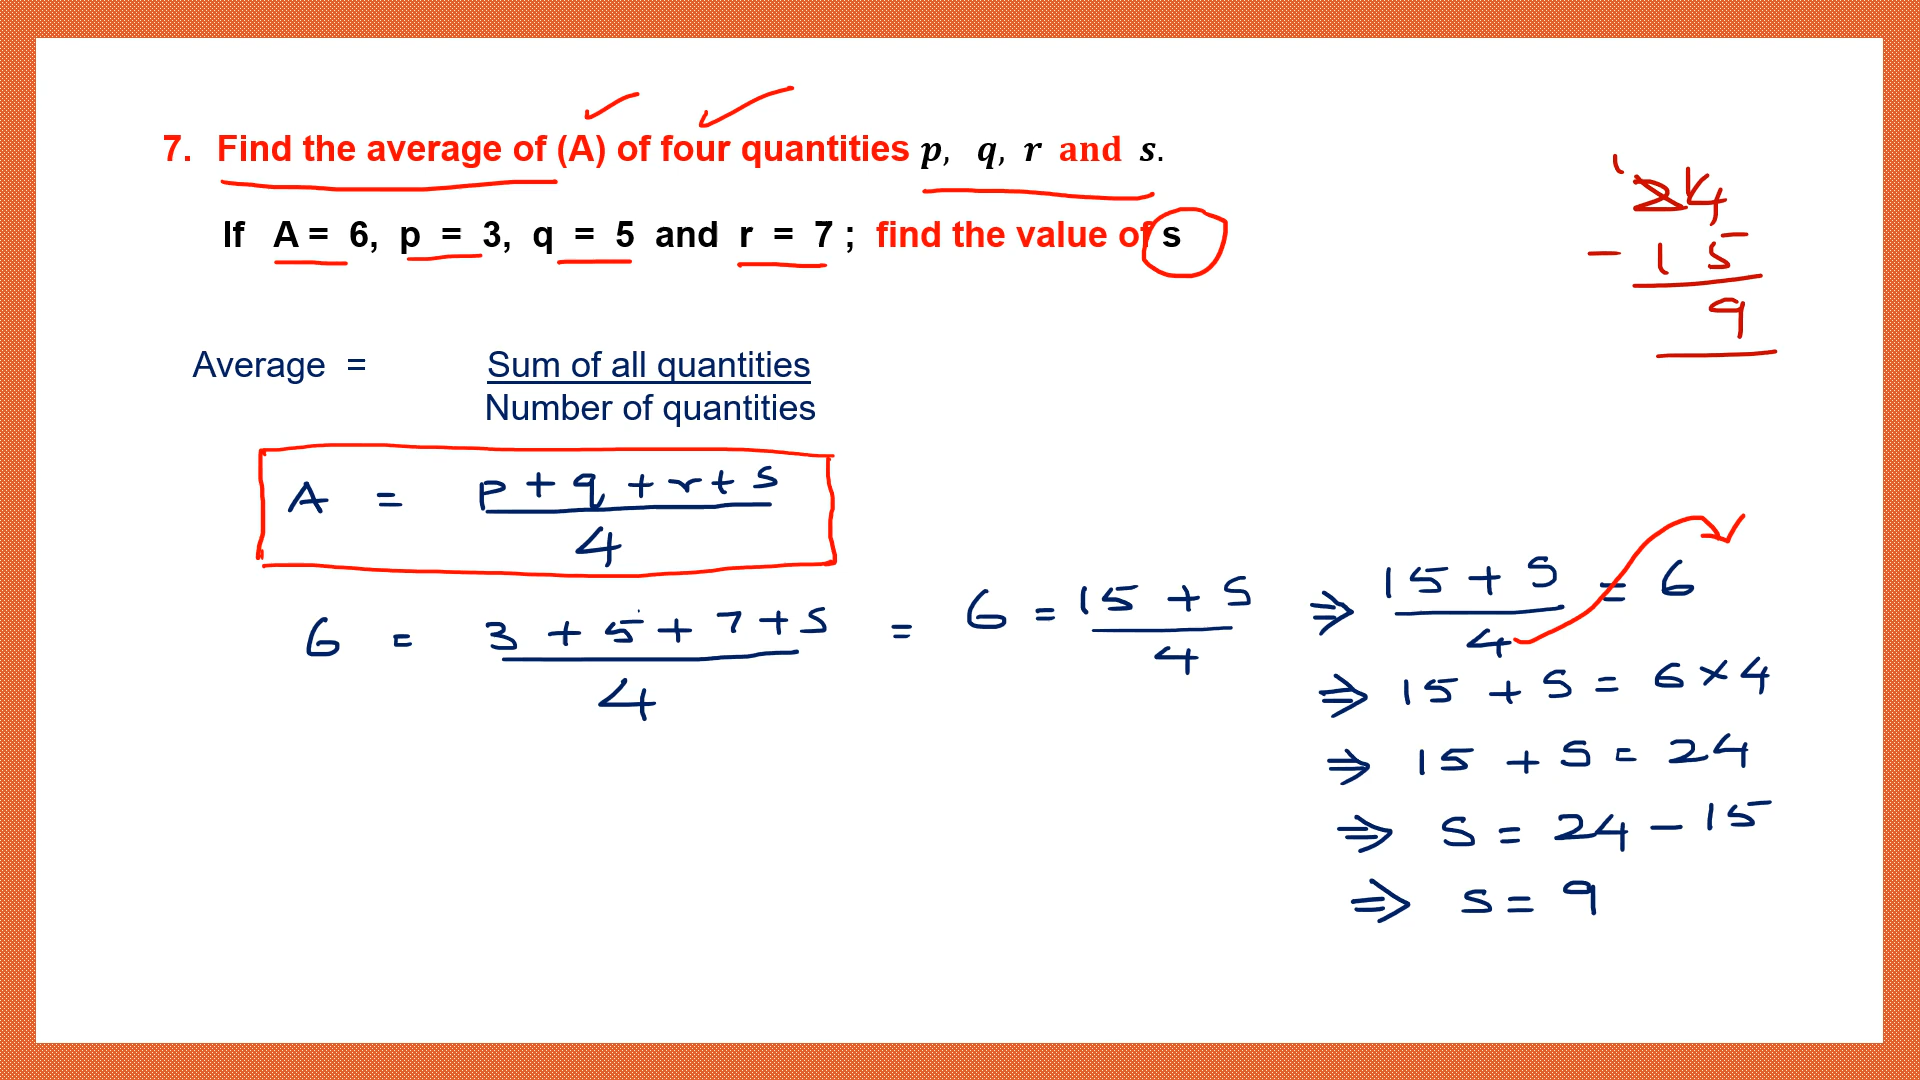 7. Find the average of (A) of four quantities p, q, r and s.
If A = 6, p = 3, q = 5 and r = 7 ; find the value of s
24
- 15
9
Average = Sum of all quantities
Number of quantities
A = p + q + r + s
4
6 = 3 + 5 + 7 + s = 6 = 15 + s ⇒ 15 + s = 6
4 4 4
⇒ 15 + s = 6 × 4
⇒ 15 + s = 24
⇒ s = 24 - 15
⇒ s = 9